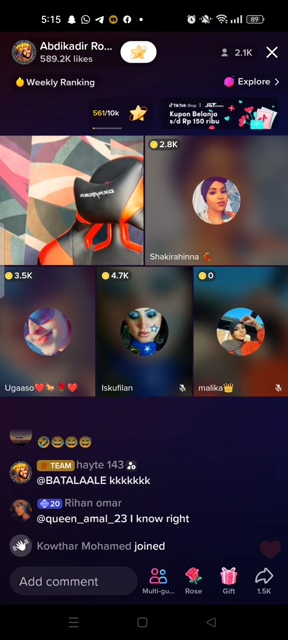 5:15
89
Abdikadir Ro...
589.2K likes
2.1K
Weekly Ranking
Explore >
561/10k
TikTok Shop | J&T
Kupon Belanja
s/d Rp 150 ribu
2.8K
Shakirahinna
3.5K
4.7K
0
Ugaaso
Iskufilan
malika
TEAM hayte 143
@BATALAALE kkkkkkk
20 Rihan omar
@queen_amal_23 I know right
Kowthar Mohamed joined
Add comment
Multi-gu...
Rose
Gift
1.5K